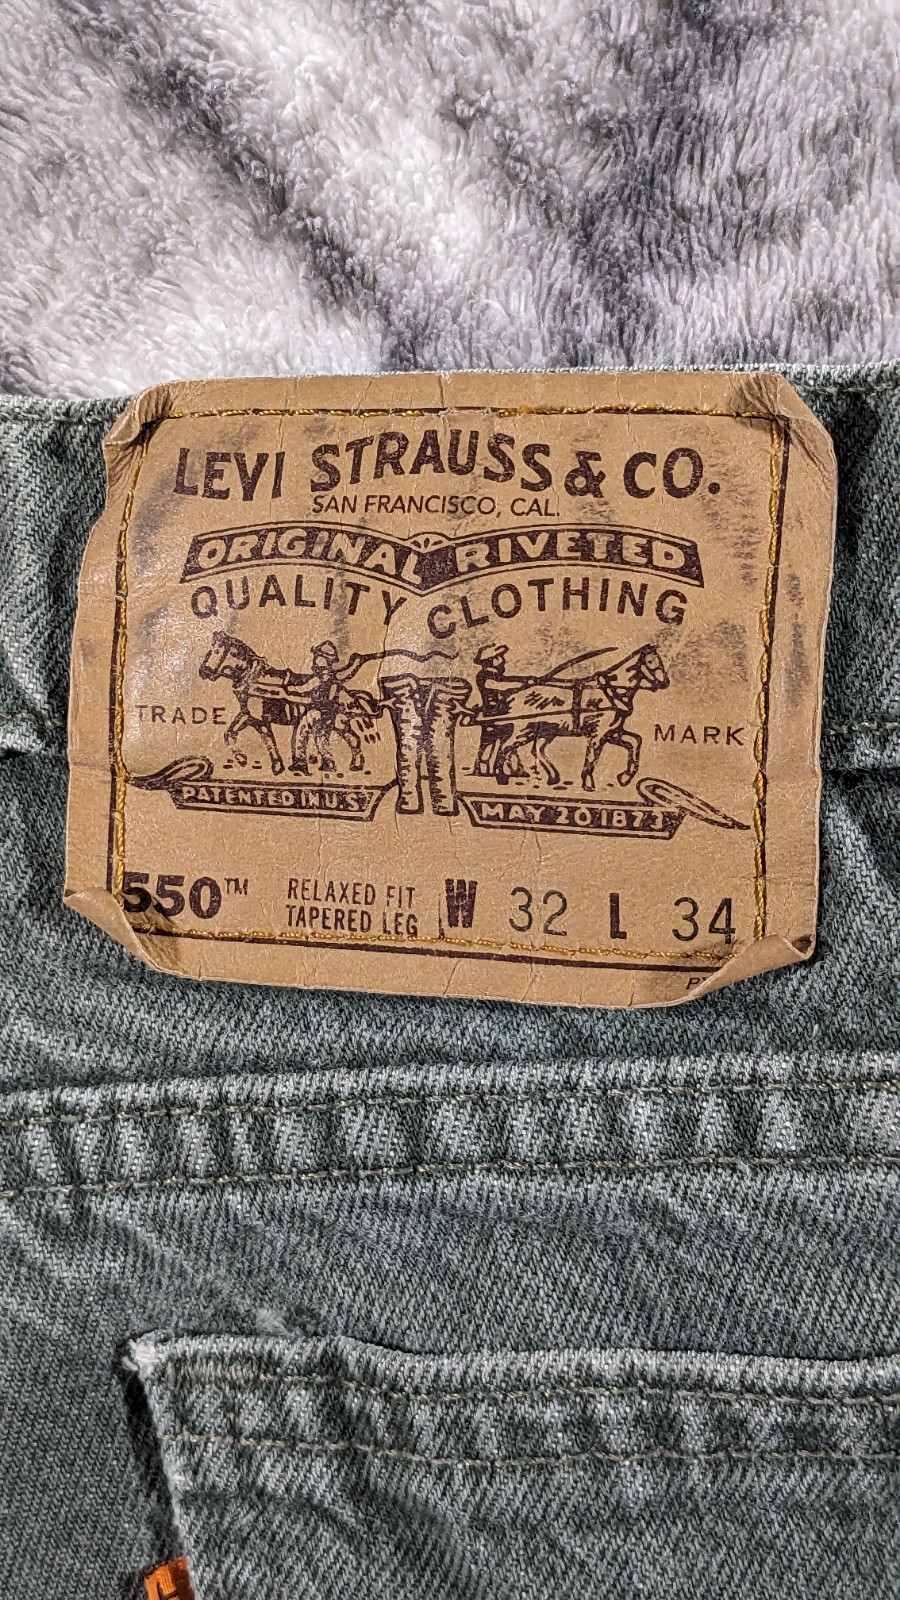 LEVI STRAUSS & CO.
SAN FRANCISCO, CAL.
ORIGINAL RIVETED
QUALITY CLOTHING
TRADE MARK
PATENTED IN U.S. MAY 20 1873
550™ RELAXED FIT W 32 L 34
TAPERED LEG